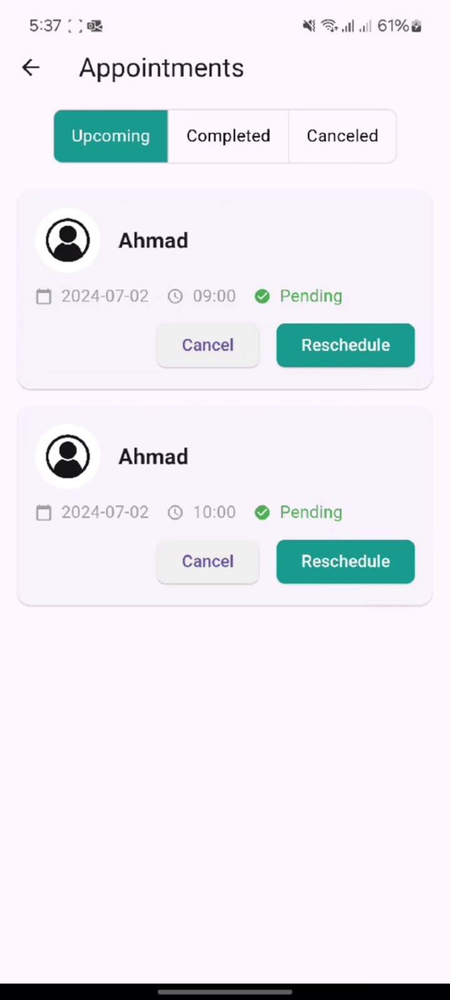 5:37 61%
Appointments
Upcoming Completed Canceled
Ahmad
2024-07-02 09:00 Pending
Cancel Reschedule
Ahmad
2024-07-02 10:00 Pending
Cancel Reschedule